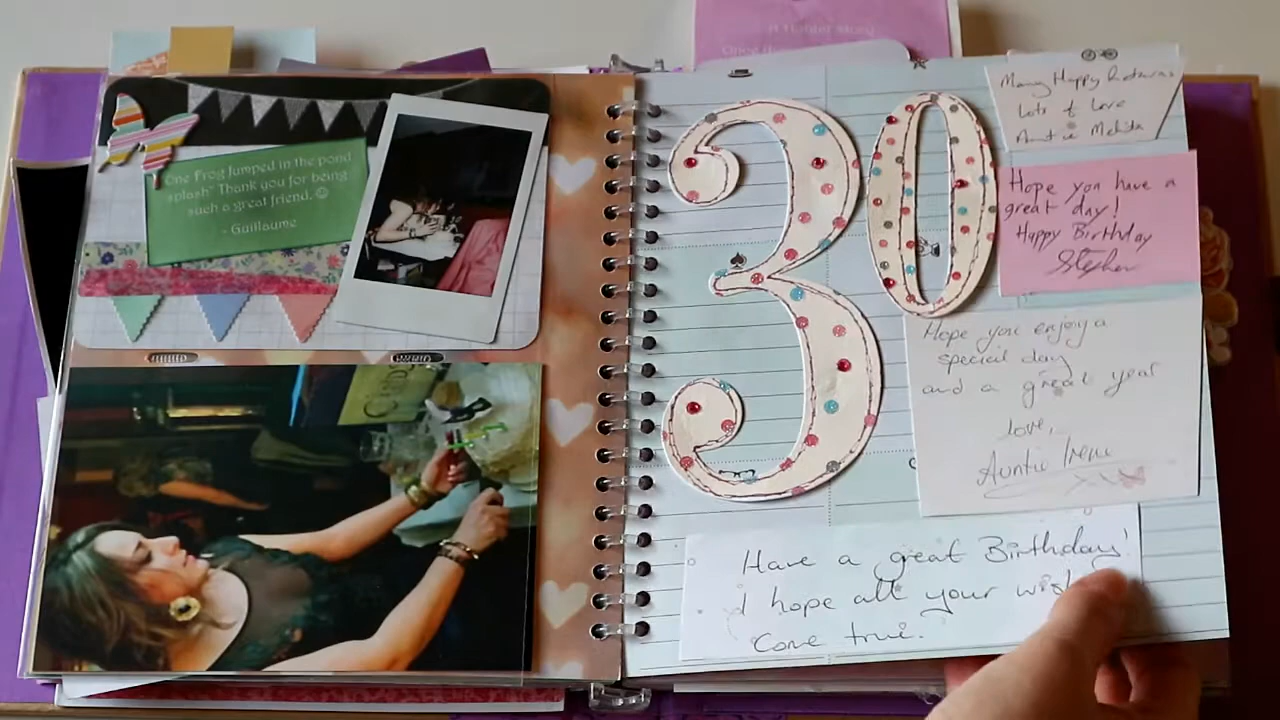 A Flutter Story
One Frog Jumped in the pond
splash" Thank you for being
such a great friend. ☺
- Guillaume
30
Many Happy Returns
Lots of Love
Auntie
Hope you have a
great day!
Happy Birthday
Stephen
Hope you enjoy a
special day
and a great year
love,
Auntie Irene
Have a great Birthday!
I hope all your
Come true.